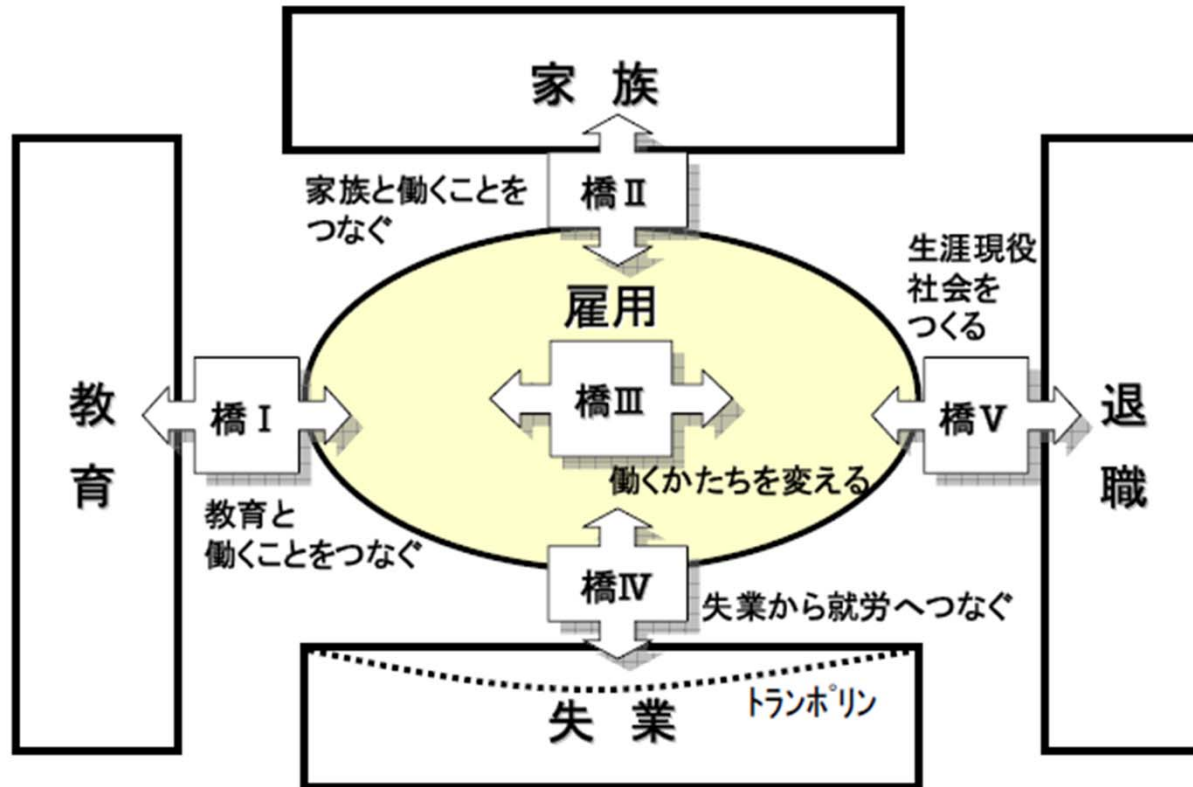 家 族
橋Ⅱ
家族と働くことを
つなぐ
生涯現役
社会を
つくる
雇用
教
育
橋Ⅰ
橋Ⅲ
橋Ⅴ
退
職
働くかたちを変える
教育と
働くことをつなぐ
橋Ⅳ
失業から就労へつなぐ
トランポリン
失 業